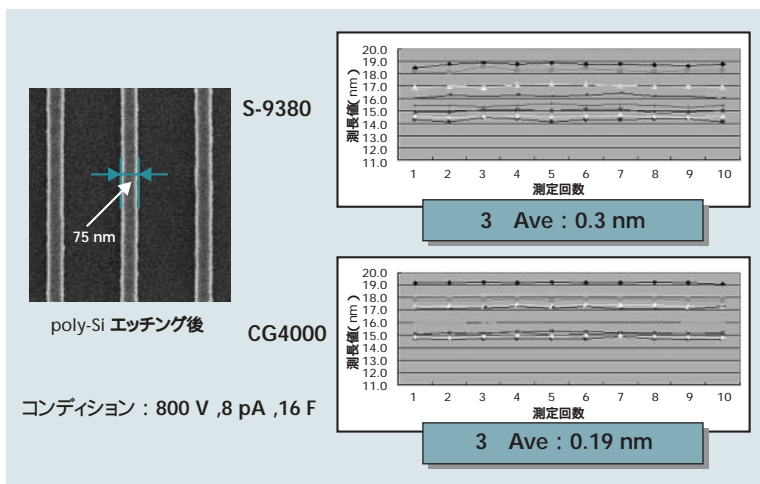 S-9380
20.0
19.0
18.0
17.0
16.0
15.0
14.0
13.0
12.0
11.0
測長値(nm)
1 2 3 4 5 6 7 8 9 10
測定回数
3 Ave : 0.3 nm
75 nm
poly-Si エッチング後
CG4000
20.0
19.0
18.0
17.0
16.0
15.0
14.0
13.0
12.0
11.0
測長値(nm)
1 2 3 4 5 6 7 8 9 10
測定回数
3 Ave : 0.19 nm
コンディション : 800 V ,8 pA ,16 F